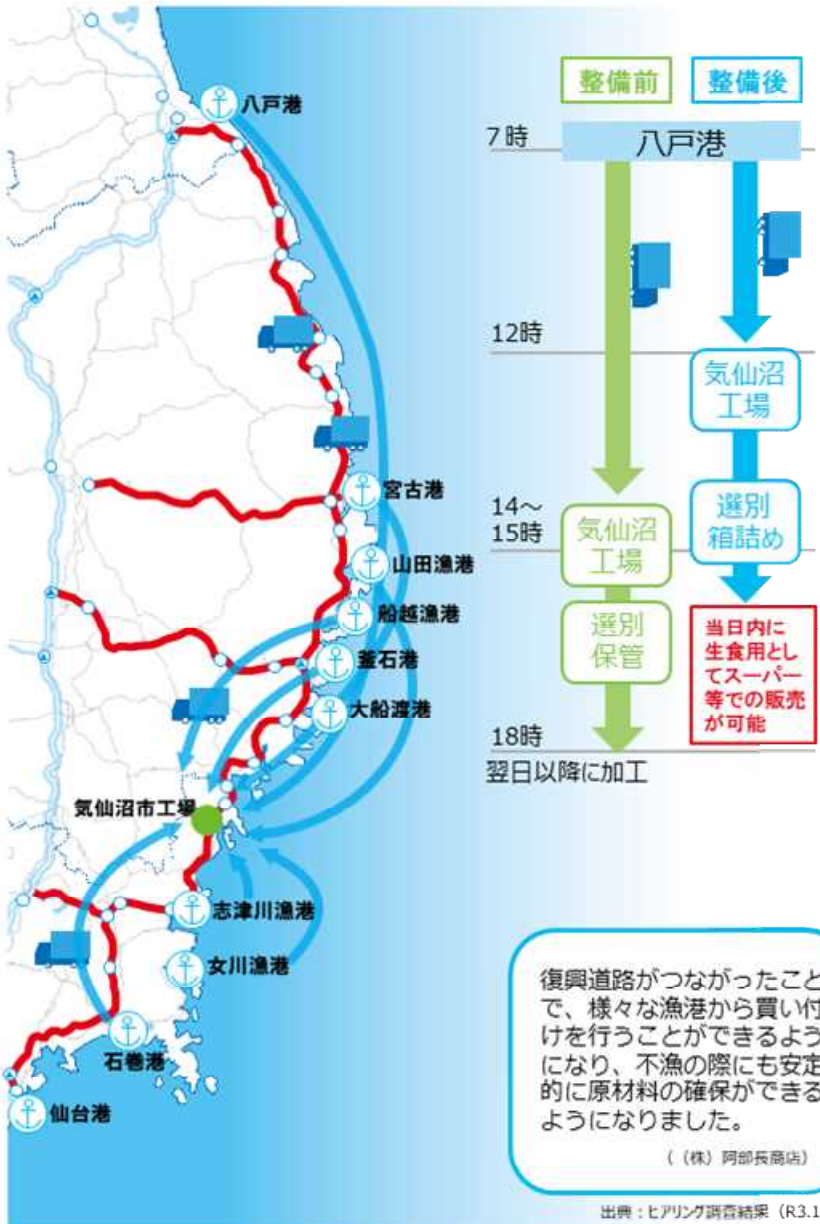 八戸港
宮古港
山田漁港
船越漁港
釜石港
大船渡港
気仙沼市工場
志津川漁港
女川漁港
石巻港
仙台港
整備前
整備後
7時
八戸港
12時
気仙沼
工場
14～
15時
気仙沼
工場
選別
箱詰め
選別
保管
当日内に
生食用とし
てスーパー
等での販売
が可能
18時
翌日以降に加工
復興道路がつながったこと
で、様々な漁港から買い付
けを行うことができるよう
になり、不漁の際にも安定
的に原材料の確保ができる
ようになりました。
（（株）阿部長商店）
出典：ヒアリング調査結果（R3.1